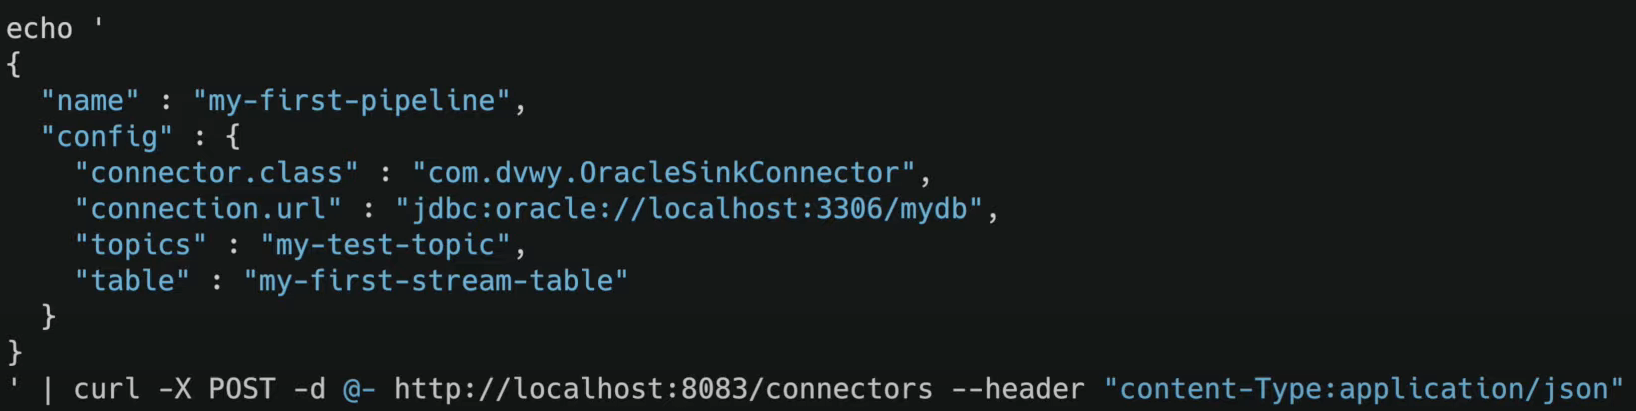 echo '
{
  "name" : "my-first-pipeline",
  "config" : {
    "connector.class" : "com.dvwy.OracleSinkConnector",
    "connection.url" : "jdbc:oracle://localhost:3306/mydb",
    "topics" : "my-test-topic",
    "table" : "my-first-stream-table"
  }
}
' | curl -X POST -d @- http://localhost:8083/connectors --header "content-Type:application/json"